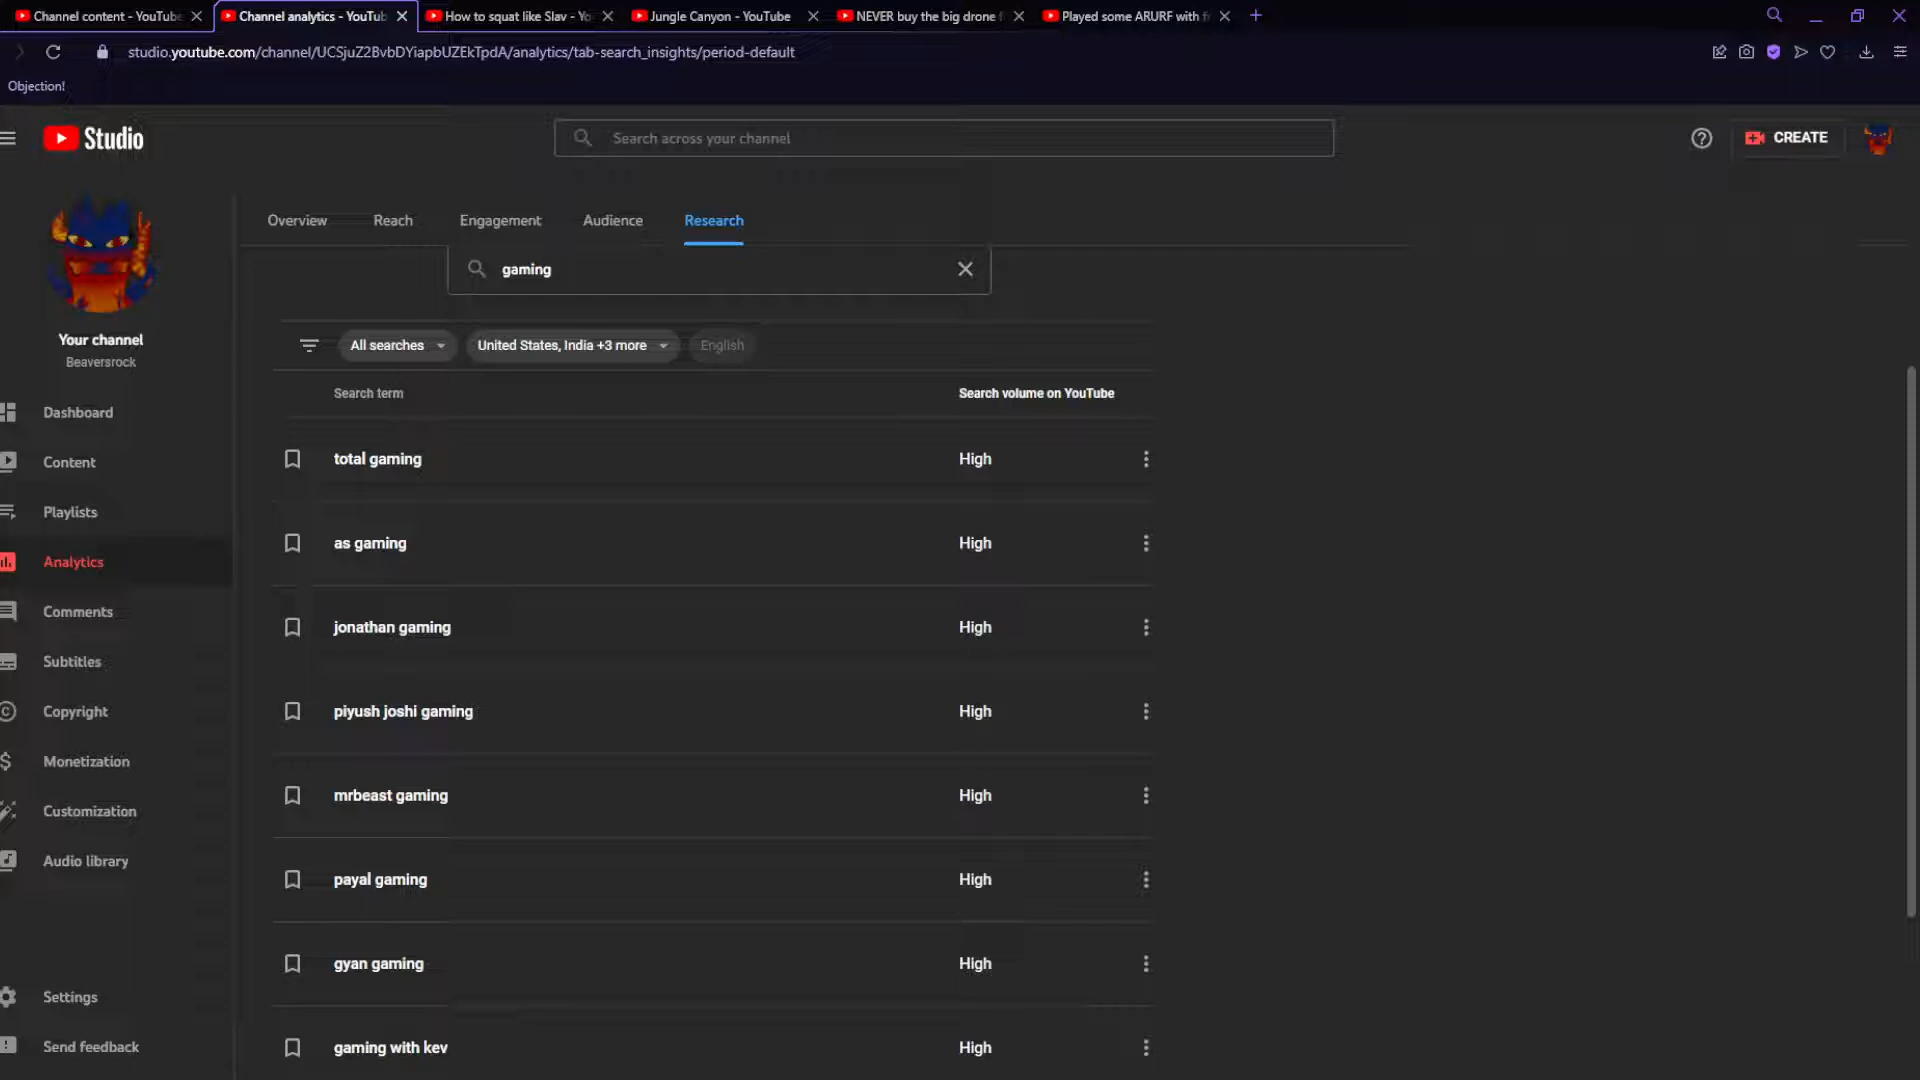 Channel content - YouTube
Channel analytics - YouTub
How to squat like Slav - Yo
Jungle Canyon - YouTube
NEVER buy the big drone f
Played some ARURF with f
studio.youtube.com/channel/UCSjuZ2BvbDYiapbUZEkTpdA/analytics/tab-search_insights/period-default
Objection!
Studio
Search across your channel
CREATE
Overview
Reach
Engagement
Audience
Research
gaming
Your channel
Beaversrock
All searches
United States, India +3 more
English
Search term
Search volume on YouTube
Dashboard
Content
Playlists
Analytics
Comments
Subtitles
Copyright
Monetization
Customization
Audio library
Settings
Send feedback
total gaming
High
as gaming
High
jonathan gaming
High
piyush joshi gaming
High
mrbeast gaming
High
payal gaming
High
gyan gaming
High
gaming with kev
High